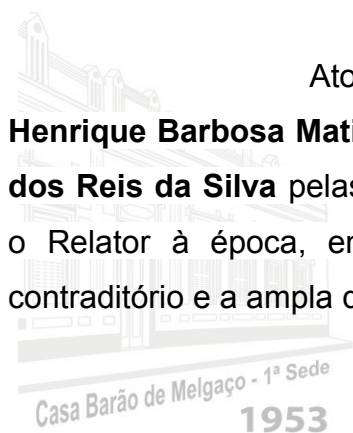 Ato
Henrique Barbosa Mati
dos Reis da Silva pelas
o Relator à época, en
contraditório e a ampla d
Casa Barão de Melgaço - 1ª Sede
1953